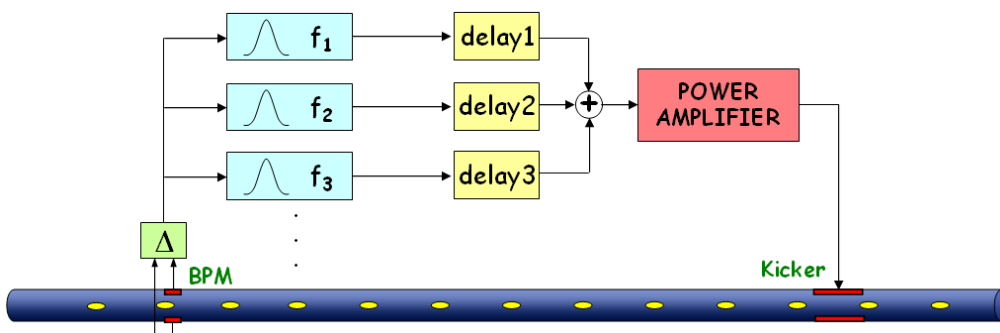 f₁
delay1
f₂
delay2
+
POWER
AMPLIFIER
f₃
delay3
Δ
BPM
Kicker